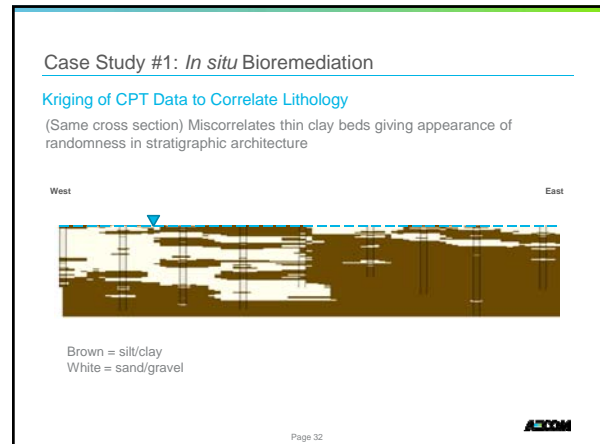 Case Study #1: In situ Bioremediation
Kriging of CPT Data to Correlate Lithology
(Same cross section) Miscorrelates thin clay beds giving appearance of
randomness in stratigraphic architecture
West
East
Brown = silt/clay
White = sand/gravel
Page 32
AECOM